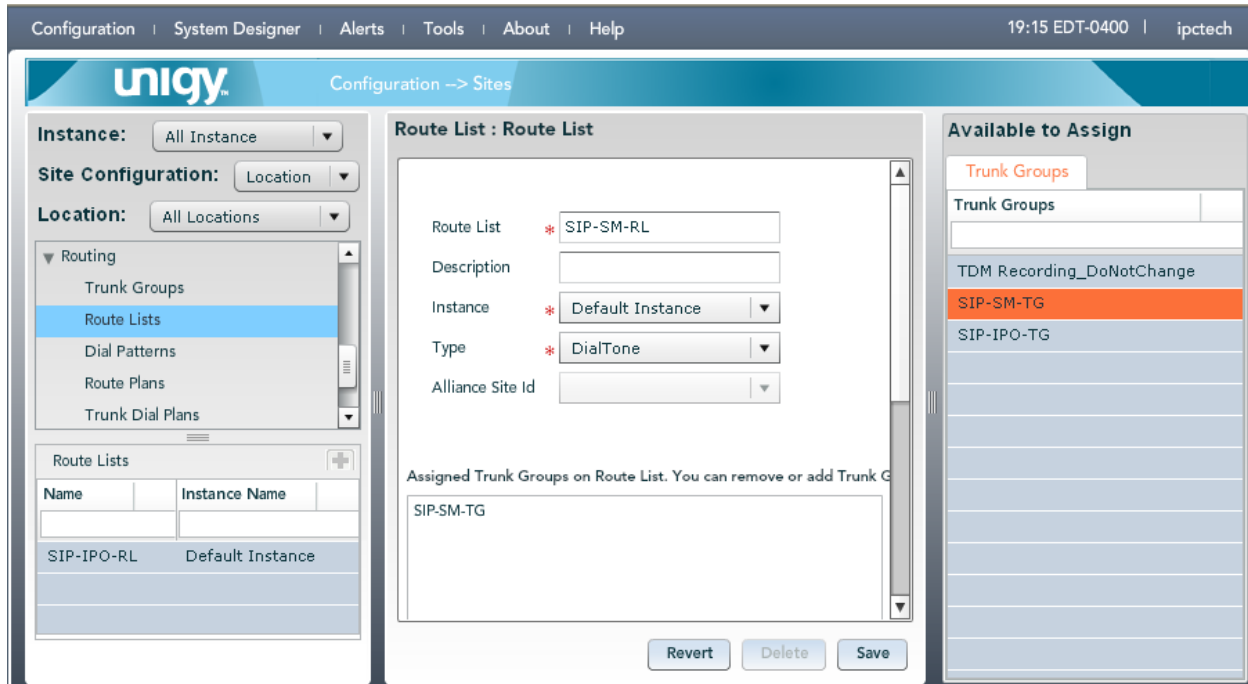 Configuration | System Designer | Alerts | Tools | About | Help 19:15 EDT-0400 | ipctech
unigy™ Configuration --> Sites
Instance: All Instance
Site Configuration: Location
Location: All Locations
Routing
Trunk Groups
Route Lists
Dial Patterns
Route Plans
Trunk Dial Plans
Route Lists
Name Instance Name
SIP-IPO-RL Default Instance
Route List : Route List
Route List * SIP-SM-RL
Description
Instance * Default Instance
Type * DialTone
Alliance Site Id
Assigned Trunk Groups on Route List. You can remove or add Trunk G
SIP-SM-TG
Revert Delete Save
Available to Assign
Trunk Groups
Trunk Groups
TDM Recording_DoNotChange
SIP-SM-TG
SIP-IPO-TG